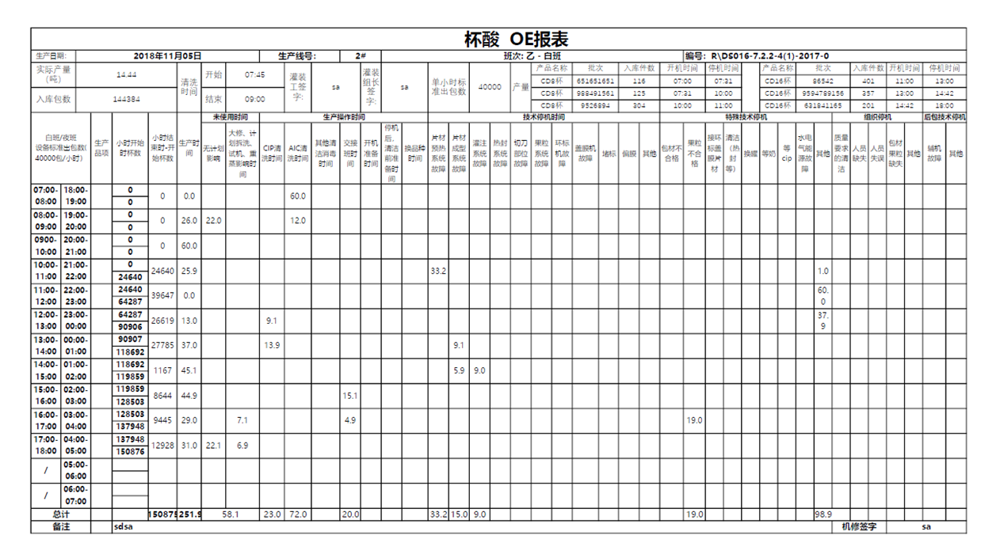 杯酸 OE报表
生产日期: 2018年11月05日 生产线号: 2# 班次: 乙 - 白班 编号: R\DS016-7.2.2-4(1)-2017-0
实际产量（吨） 14.44 清洗时间 开始 07:45 灌装工签字: sa 灌装组长签字: sa 单小时标准出包数 40000 产量 产品名称 批次 入库件数 开机时间 停机时间 产品名称 批次 入库件数 开机时间 停机时间
CD8杯 651651651 116 07:00 07:31 CD16杯 86542 401 11:00 13:00
入库包数 144384 结束 09:00 CD8杯 988491561 125 07:31 10:00 CD16杯 9594789156 357 13:00 14:42
CD8杯 9526894 304 10:00 11:00 CD16杯 631841165 201 14:42 18:00
未使用时间 生产操作时间 技术停机时间 特殊技术停机 组织停机 后包技术停机
白班/夜班 设备标准出包数(40000包/小时) 生产品项 小时开始时杯数 小时结束时-开始杯数 生产时间 无计划影响 大修、计划拆洗、试机、重蒸影响时间 CIP清洗时间 AIC清洗时间 其他清洁消毒时间 交接班时间 开机准备时间 停机后，清洁前准备时间 换品种时间 片材预热系统故障 片材成型系统故障 灌注系统故障 热封系统故障 切刀部位故障 果粒系统故障 环标机故障 盖膜机故障 堵标 偏膜 其他 包材不合格 果粒不合格 接环标盖膜片材 清洁（热封等） 换罐 等奶 等cip 水电气能源故障 其他 质量要求的清洁 人员缺失 人员失误 包材果粒缺失 其他 辅机故障 其他
07:00-08:00 18:00-19:00 0 0 0 0.0 60.0
08:00-09:00 19:00-20:00 0 0 0 26.0 22.0 12.0
0900-10:00 20:00-21:00 0 0 0 60.0
10:00-11:00 21:00-22:00 0 24640 24640 25.9 33.2 1.0
11:00-12:00 22:00-23:00 24640 64287 39647 0.0 60.0
12:00-13:00 23:00-00:00 64287 90906 26619 13.0 9.1 37.9
13:00-14:00 00:00-01:00 90907 118692 27785 37.0 13.9 9.1
14:00-15:00 01:00-02:00 118692 119859 1167 45.1 5.9 9.0
15:00-16:00 02:00-03:00 119859 128503 8644 44.9 15.1
16:00-17:00 03:00-04:00 128503 137948 9445 29.0 7.1 4.9 19.0
17:00-18:00 04:00-05:00 137948 150876 12928 31.0 22.1 6.9
/ 05:00-06:00
/ 06:00-07:00
总计 150875 251.9 58.1 23.0 72.0 20.0 33.2 15.0 9.0 19.0 98.9
备注 sdsa 机修签字 sa